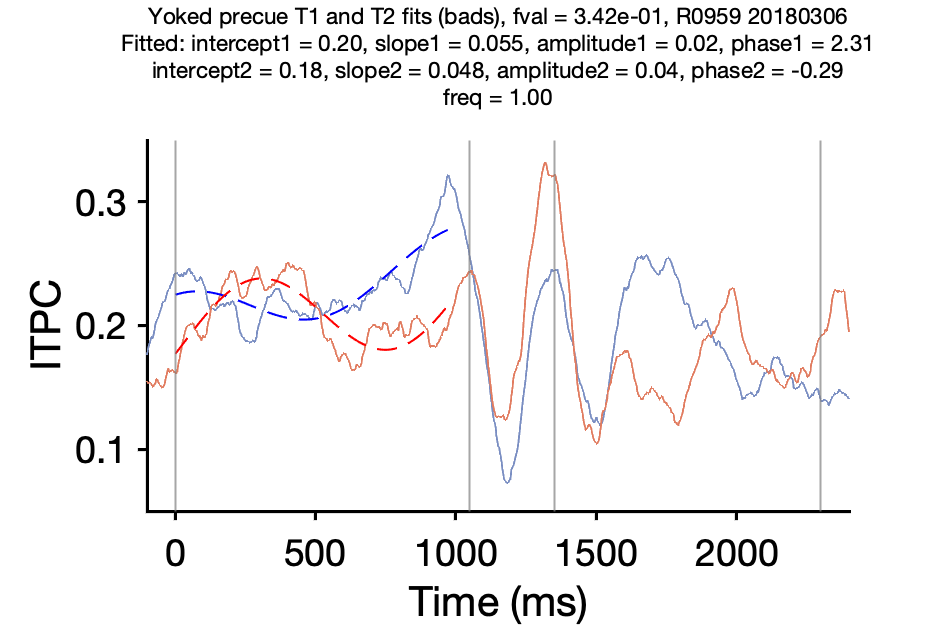 Yoked precue T1 and T2 fits (bads), fval = 3.42e-01, R0959 20180306
Fitted: intercept1 = 0.20, slope1 = 0.055, amplitude1 = 0.02, phase1 = 2.31
intercept2 = 0.18, slope2 = 0.048, amplitude2 = 0.04, phase2 = -0.29
freq = 1.00
0.3
0.2
0.1
ITPC
0 500 1000 1500 2000
Time (ms)